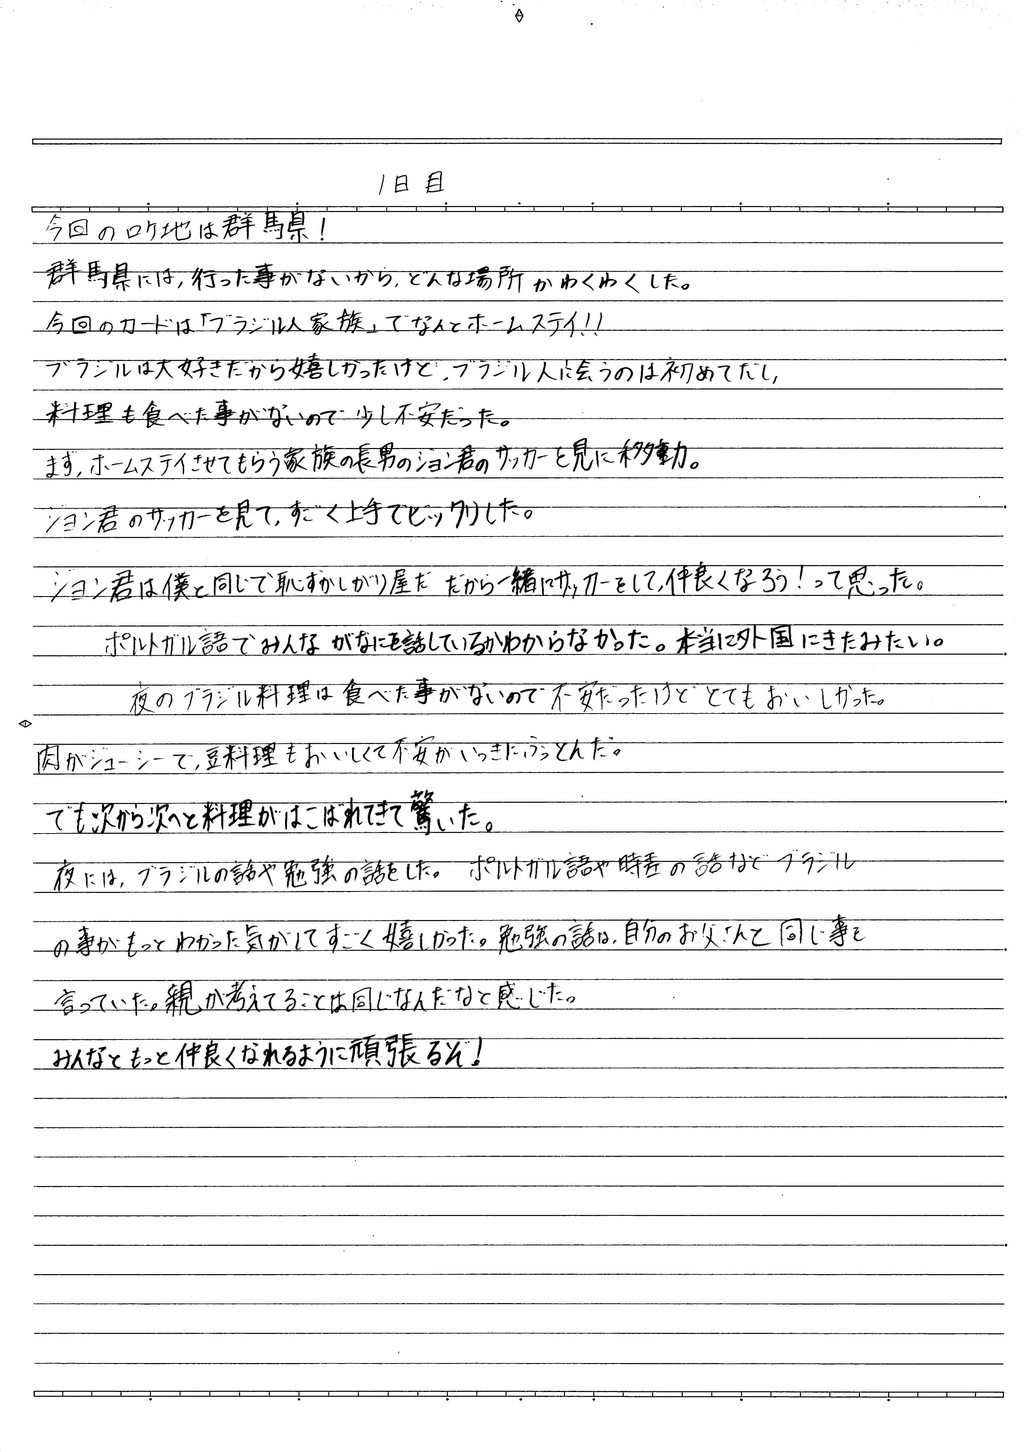 1日目
今回のロケ地は群馬県！
群馬県には、行った事がないから、どんな場所かわくわくした。
今回のカードは「ブラジル人家族」でなんとホームステイ！！
ブラジルは大好きだから嬉しかったけど、ブラジル人に会うのは初めてだし、
料理も食べた事がないので少し不安だった。
まず、ホームステイさせてもらう家族の長男のジョン君のサッカーを見に移動。
ジョン君のサッカーを見て、すごく上手でビックリした。
ジョン君は僕と同じで恥ずかしがり屋だ だから一緒にサッカーをして、仲良くなろう！って思った。
ポルトガル語でみんながなにを話しているかわからなかった。本当に外国にきたみたい。
夜のブラジル料理は食べた事がないので不安だったけどとてもおいしかった。
肉がジューシーで、豆料理もおいしくて不安がいっきにふっとんだ。
でも次から次へと料理がはこばれてきて驚いた。
夜には、ブラジルの話や勉強の話をした。 ポルトガル語や時差の話などブラジル
の事がもっとわかった気がしてすごく嬉しかった。勉強の話は、自分のお父さんと同じ事を
言っていた。親が考えてることは同じなんだなと感じた。
みんなともっと仲良くなれるように頑張るぞ！